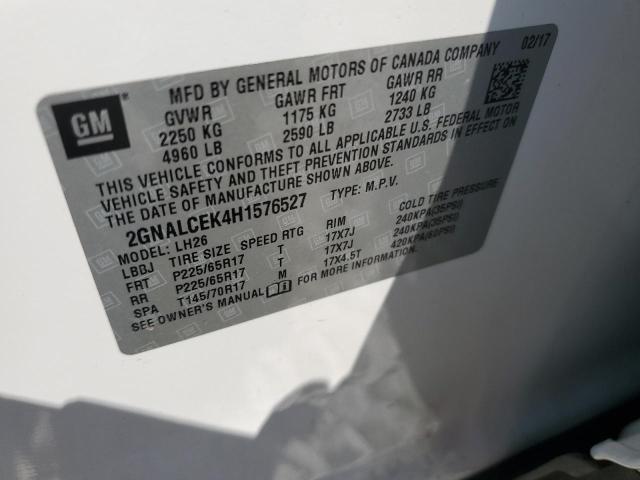 GM
MFD BY GENERAL MOTORS OF CANADA COMPANY 02/17
GVWR GAWR FRT GAWR RR
2250 KG 1175 KG 1240 KG
4960 LB 2590 LB 2733 LB
THIS VEHICLE CONFORMS TO ALL APPLICABLE U.S. FEDERAL MOTOR
VEHICLE SAFETY AND THEFT PREVENTION STANDARDS IN EFFECT ON
THE DATE OF MANUFACTURE SHOWN ABOVE.
2GNALCEK4H1576527 TYPE: M.P.V.
MODEL: LH26
LBBJ TIRE SIZE SPEED RTG RIM COLD TIRE PRESSURE
FRT P225/65R17 T 17X7J 240KPA(35PSI)
RR P225/65R17 T 17X7J 240KPA(35PSI)
SPA T145/70R17 M 17X4.5T 420KPA(60PSI)
SEE OWNER'S MANUAL